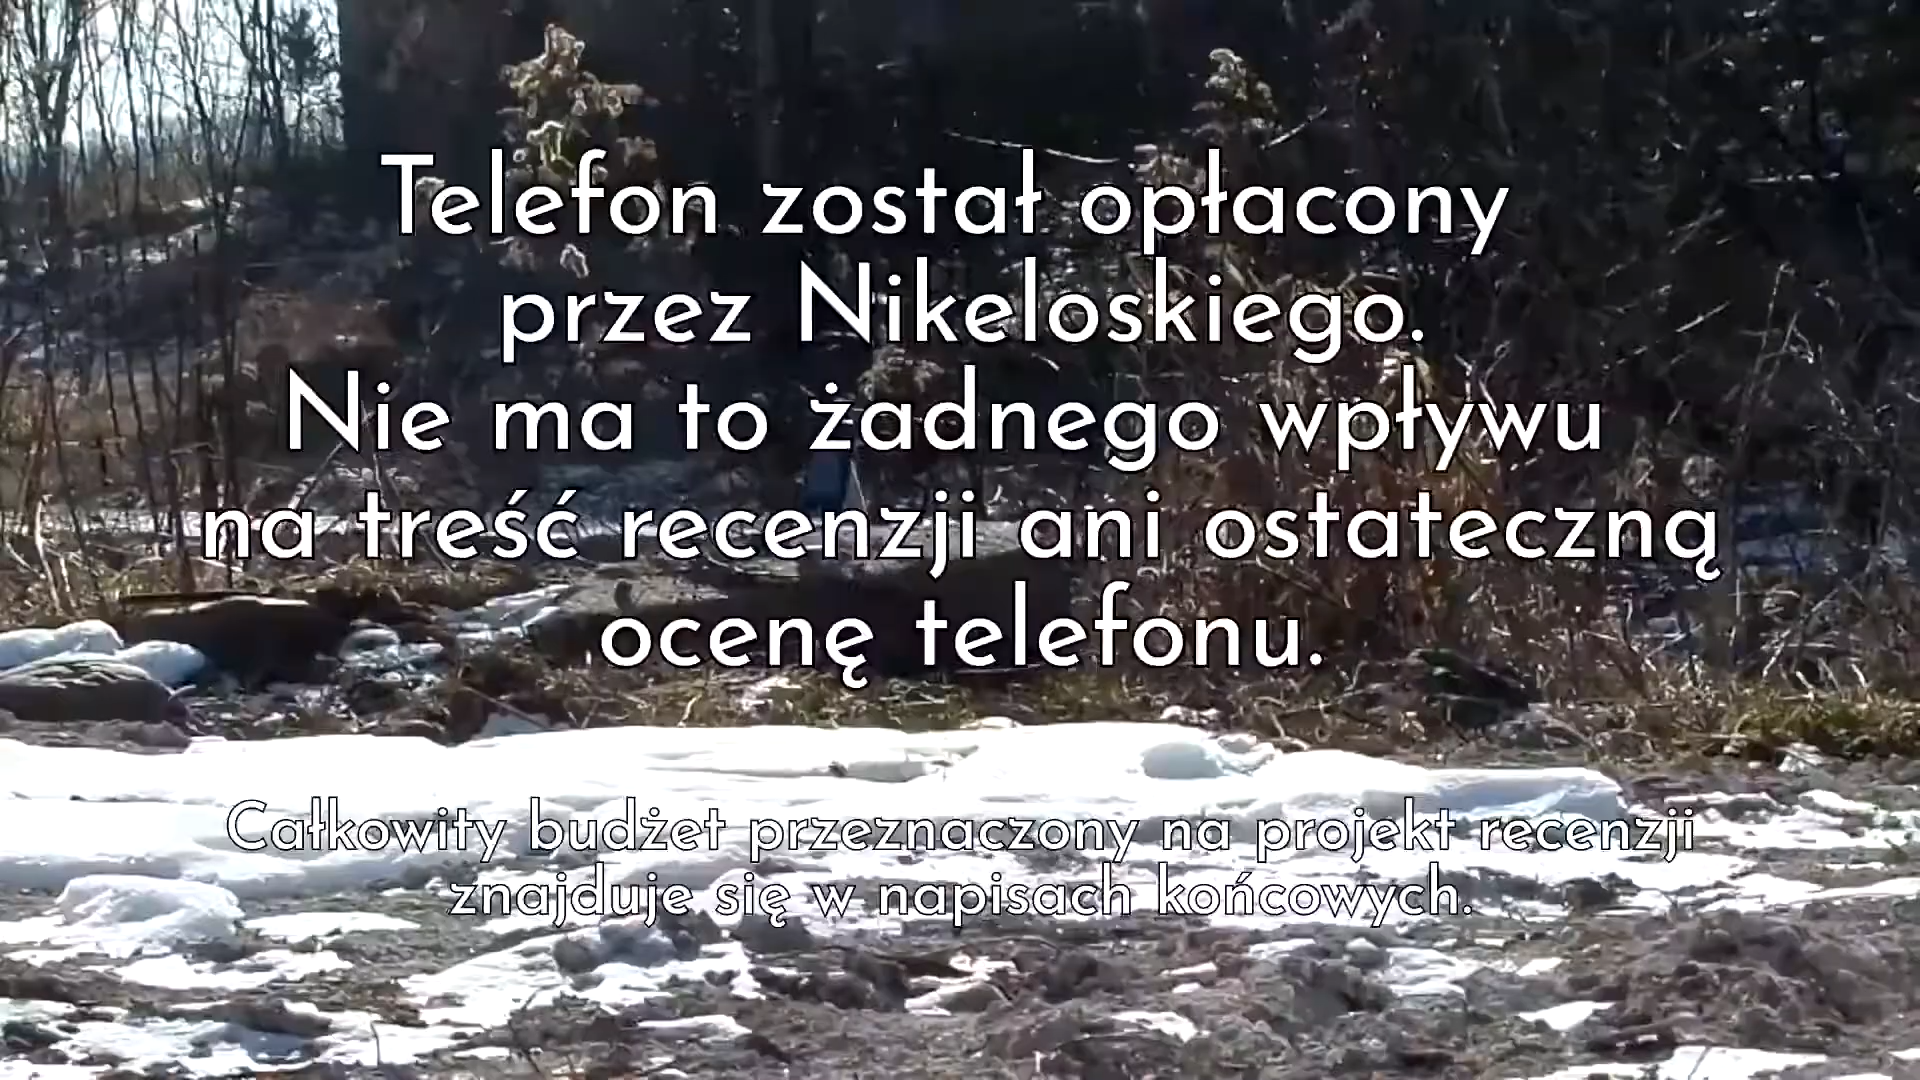 Telefon został opłacony
przez Nikeloskiego.
Nie ma to żadnego wpływu
na treść recenzji ani ostateczną
ocenę telefonu.
Całkowity budżet przeznaczony na projekt recenzji
znajduje się w napisach końcowych.